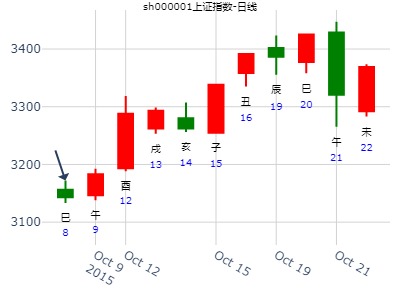 sh000001上证指数-日线
3400
3300
3200
3100
巳
8
午
9
酉
12
戌
13
亥
14
子
15
丑
16
辰
19
巳
20
午
21
未
22
Oct 9
2015
Oct 12
Oct 15
Oct 19
Oct 21